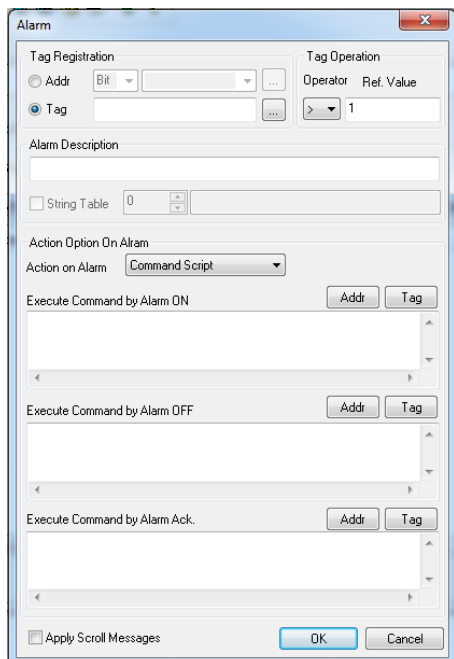 Alarm
Tag Registration
Tag Operation
Addr Bit ...
Operator Ref. Value
Tag ... > 1
Alarm Description
String Table 0
Action Option On Alram
Action on Alarm Command Script
Execute Command by Alarm ON Addr Tag
Execute Command by Alarm OFF Addr Tag
Execute Command by Alarm Ack. Addr Tag
Apply Scroll Messages OK Cancel